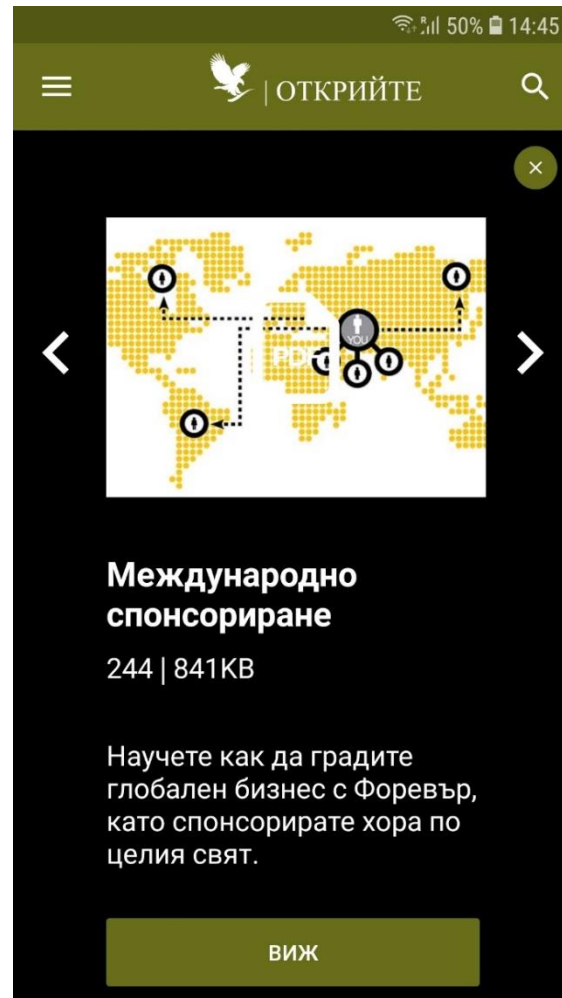 50% 14:45
| ОТКРИЙТЕ
YOU
PDF
Международно
спонсориране
244 | 841KB
Научете как да градите
глобален бизнес с Форевър,
като спонсорирате хора по
целия свят.
ВИЖ